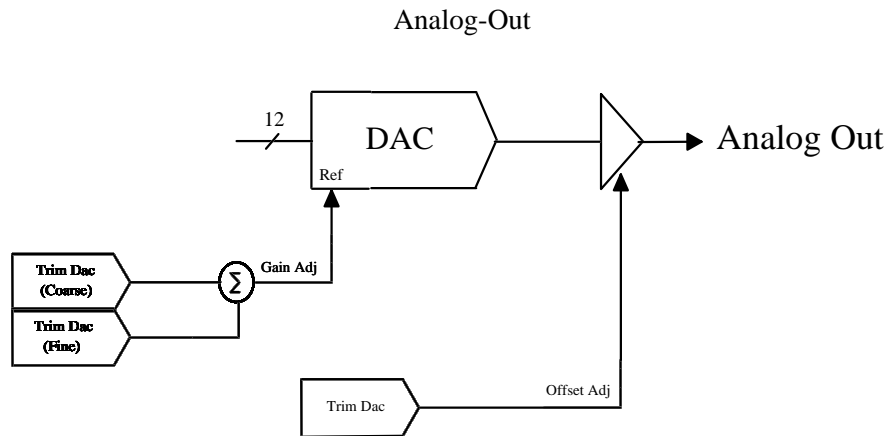 Analog-Out
12
DAC
Analog Out
Ref
Gain Adj
Trim Dac
(Coarse)
Σ
Trim Dac
(Fine)
Trim Dac
Offset Adj